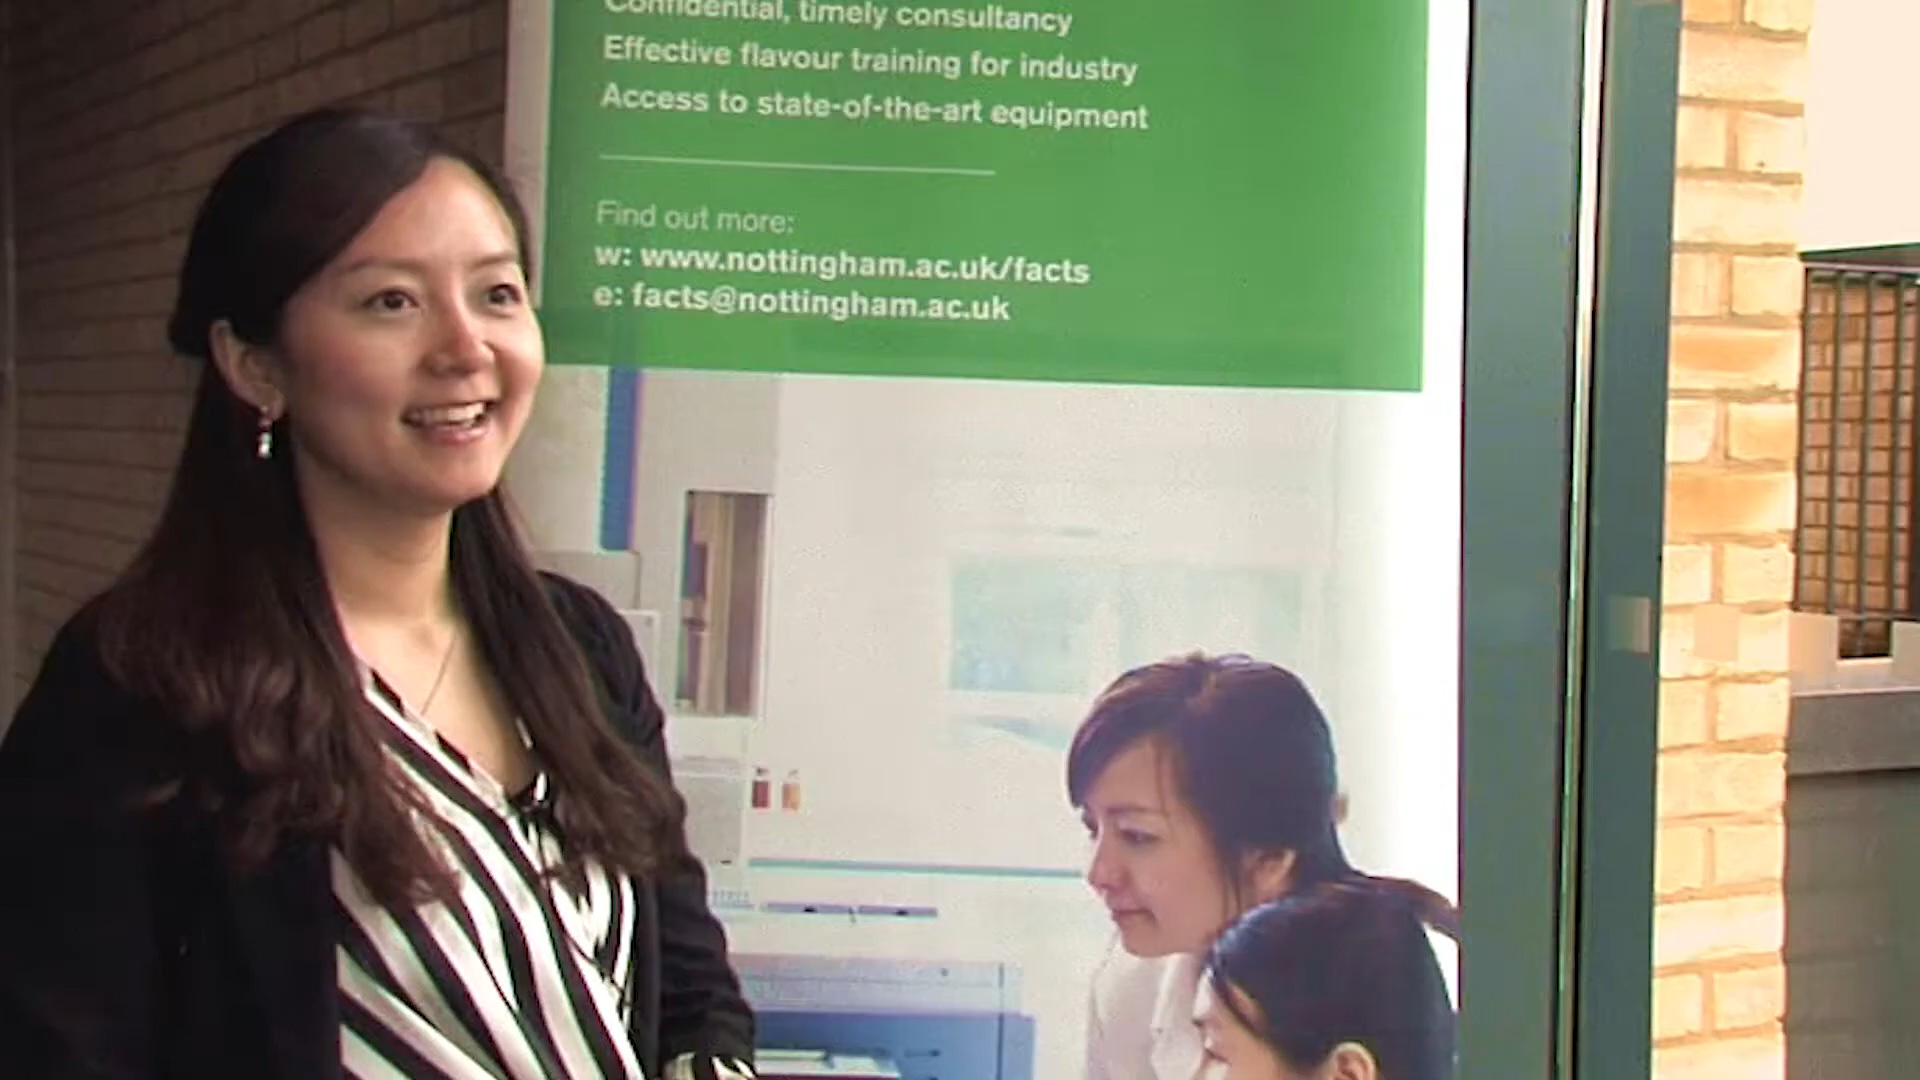 Confidential, timely consultancy
Effective flavour training for industry
Access to state-of-the-art equipment
Find out more:
w: www.nottingham.ac.uk/facts
e: facts@nottingham.ac.uk